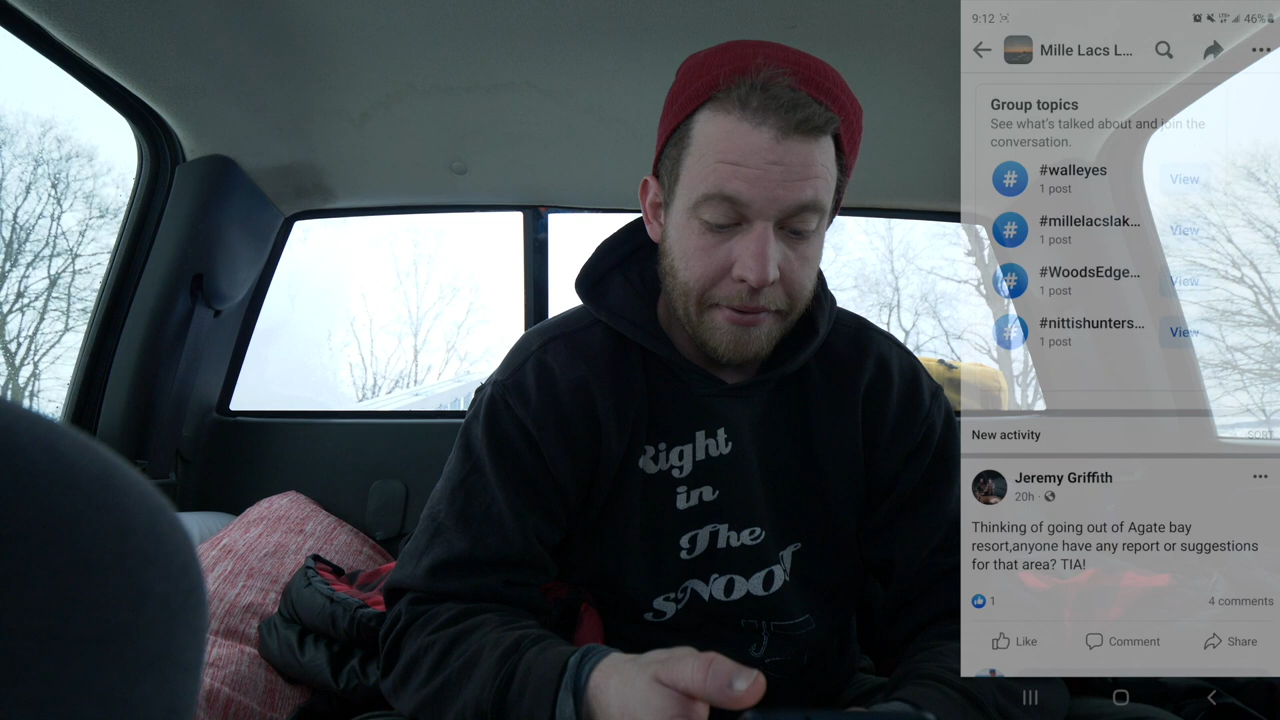 Right
in
The
SNOOT
9:12
46%
Mille Lacs L...
Group topics
See what's talked about and join the
conversation.
#walleyes
1 post
View
#millelacslak...
1 post
View
#WoodsEdge...
1 post
View
#nittishunters...
1 post
View
New activity
SORT
Jeremy Griffith
20h ·
Thinking of going out of Agate bay
resort,anyone have any report or suggestions
for that area? TIA!
1
4 comments
Like
Comment
Share